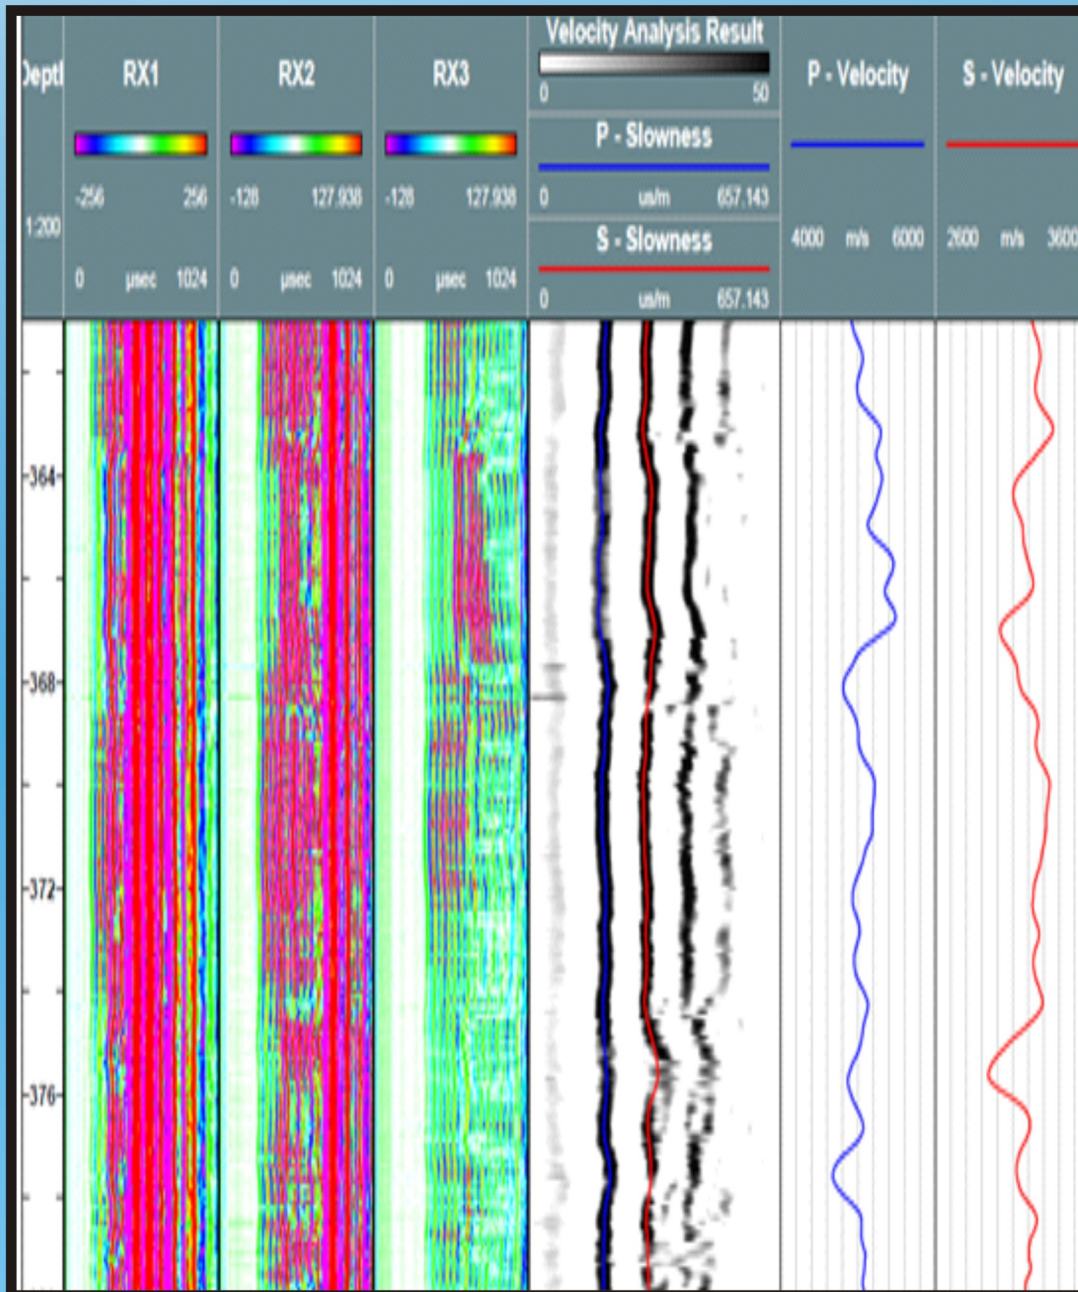 Depth
1:200
RX1
-256 256
0 µsec 1024
RX2
-128 127.938
0 µsec 1024
RX3
-128 127.938
0 µsec 1024
Velocity Analysis Result
0 50
P - Slowness
0 us/m 657.143
S - Slowness
0 us/m 657.143
P - Velocity
4000 m/s 6000
S - Velocity
2600 m/s 3600
-364
-368
-372
-376